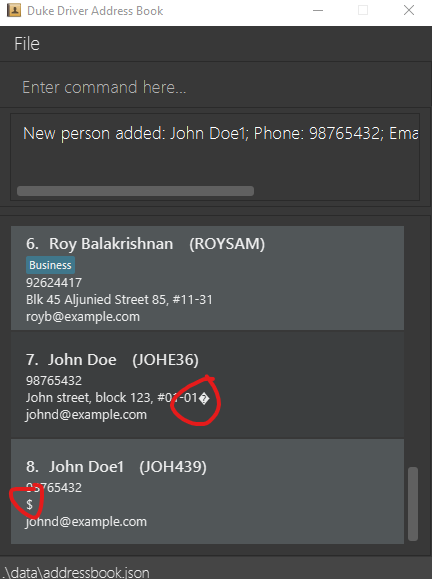 Duke Driver Address Book
File
Enter command here...
New person added: John Doe1; Phone: 98765432; Ema
6. Roy Balakrishnan (ROYSAM)
Business
92624417
Blk 45 Aljunied Street 85, #11-31
royb@example.com
7. John Doe (JOHE36)
98765432
John street, block 123, #01-01�
johnd@example.com
8. John Doe1 (JOH439)
98765432
$
johnd@example.com
.\data\addressbook.json